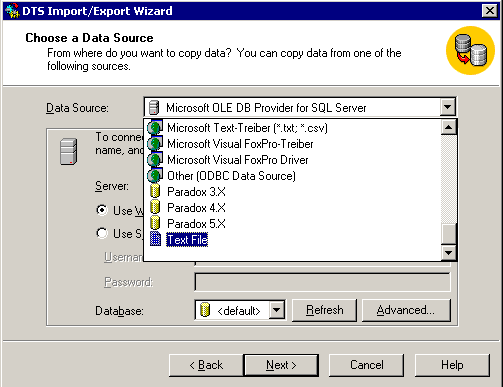 DTS Import/Export Wizard
Choose a Data Source
From where do you want to copy data? You can copy data from one of the
following sources.
Data Source:
Microsoft OLE DB Provider for SQL Server
Microsoft Text-Treiber (*.txt; *.csv)
Microsoft Visual FoxPro-Treiber
Microsoft Visual FoxPro Driver
Other (ODBC Data Source)
Paradox 3.X
Paradox 4.X
Paradox 5.X
Text File
To conne
name, an
Server:
Use W
Use S
Usernam
Password:
Database:
<default>
Refresh
Advanced...
< Back
Next >
Cancel
Help